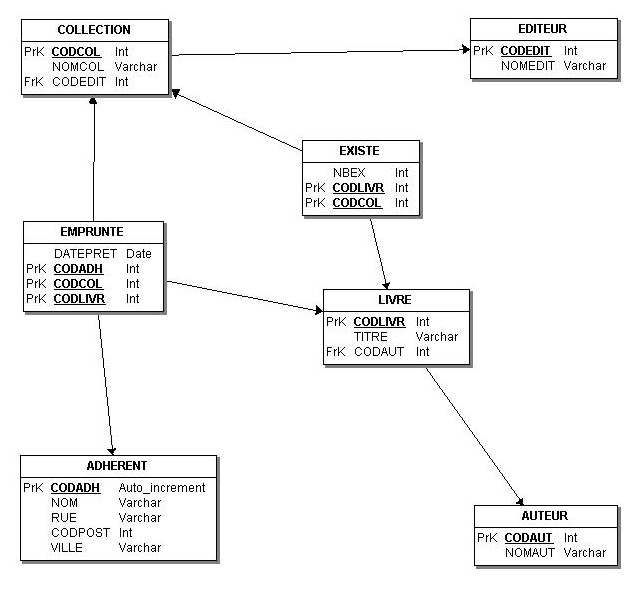 COLLECTION
PrK CODCOL Int
NOMCOL Varchar
FrK CODEDIT Int
EDITEUR
PrK CODEDIT Int
NOMEDIT Varchar
EXISTE
NBEX Int
PrK CODLIVR Int
PrK CODCOL Int
EMPRUNTE
DATEPRET Date
PrK CODADH Int
PrK CODCOL Int
PrK CODLIVR Int
LIVRE
PrK CODLIVR Int
TITRE Varchar
FrK CODAUT Int
ADHERENT
PrK CODADH Auto_increment
NOM Varchar
RUE Varchar
CODPOST Int
VILLE Varchar
AUTEUR
PrK CODAUT Int
NOMAUT Varchar